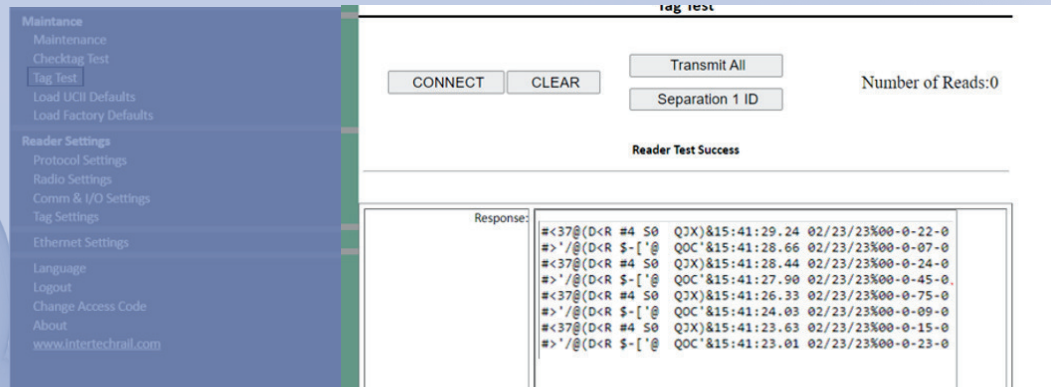 Maintance
Maintenance
Checktag Test
Tag Test
Load UCII Defaults
Load Factory Defaults
Reader Settings
Protocol Settings
Radio Settings
Comm & I/O Settings
Tag Settings
Ethernet Settings
Language
Logout
Change Access Code
About
www.intertechrail.com
Tag Test
CONNECT CLEAR
Transmit All
Separation 1 ID
Number of Reads:0
Reader Test Success
Response:
#<37@(D<R #4 S0 QJX)&15:41:29.24 02/23/23%00-0-22-0
#>'/@(D<R $-['@ QOC'&15:41:28.66 02/23/23%00-0-07-0
#<37@(D<R #4 S0 QJX)&15:41:28.44 02/23/23%00-0-24-0
#>'/@(D<R $-['@ QOC'&15:41:27.90 02/23/23%00-0-45-0
#<37@(D<R #4 S0 QJX)&15:41:26.33 02/23/23%00-0-75-0
#>'/@(D<R $-['@ QOC'&15:41:24.03 02/23/23%00-0-09-0
#<37@(D<R #4 S0 QJX)&15:41:23.63 02/23/23%00-0-15-0
#>'/@(D<R $-['@ QOC'&15:41:23.01 02/23/23%00-0-23-0